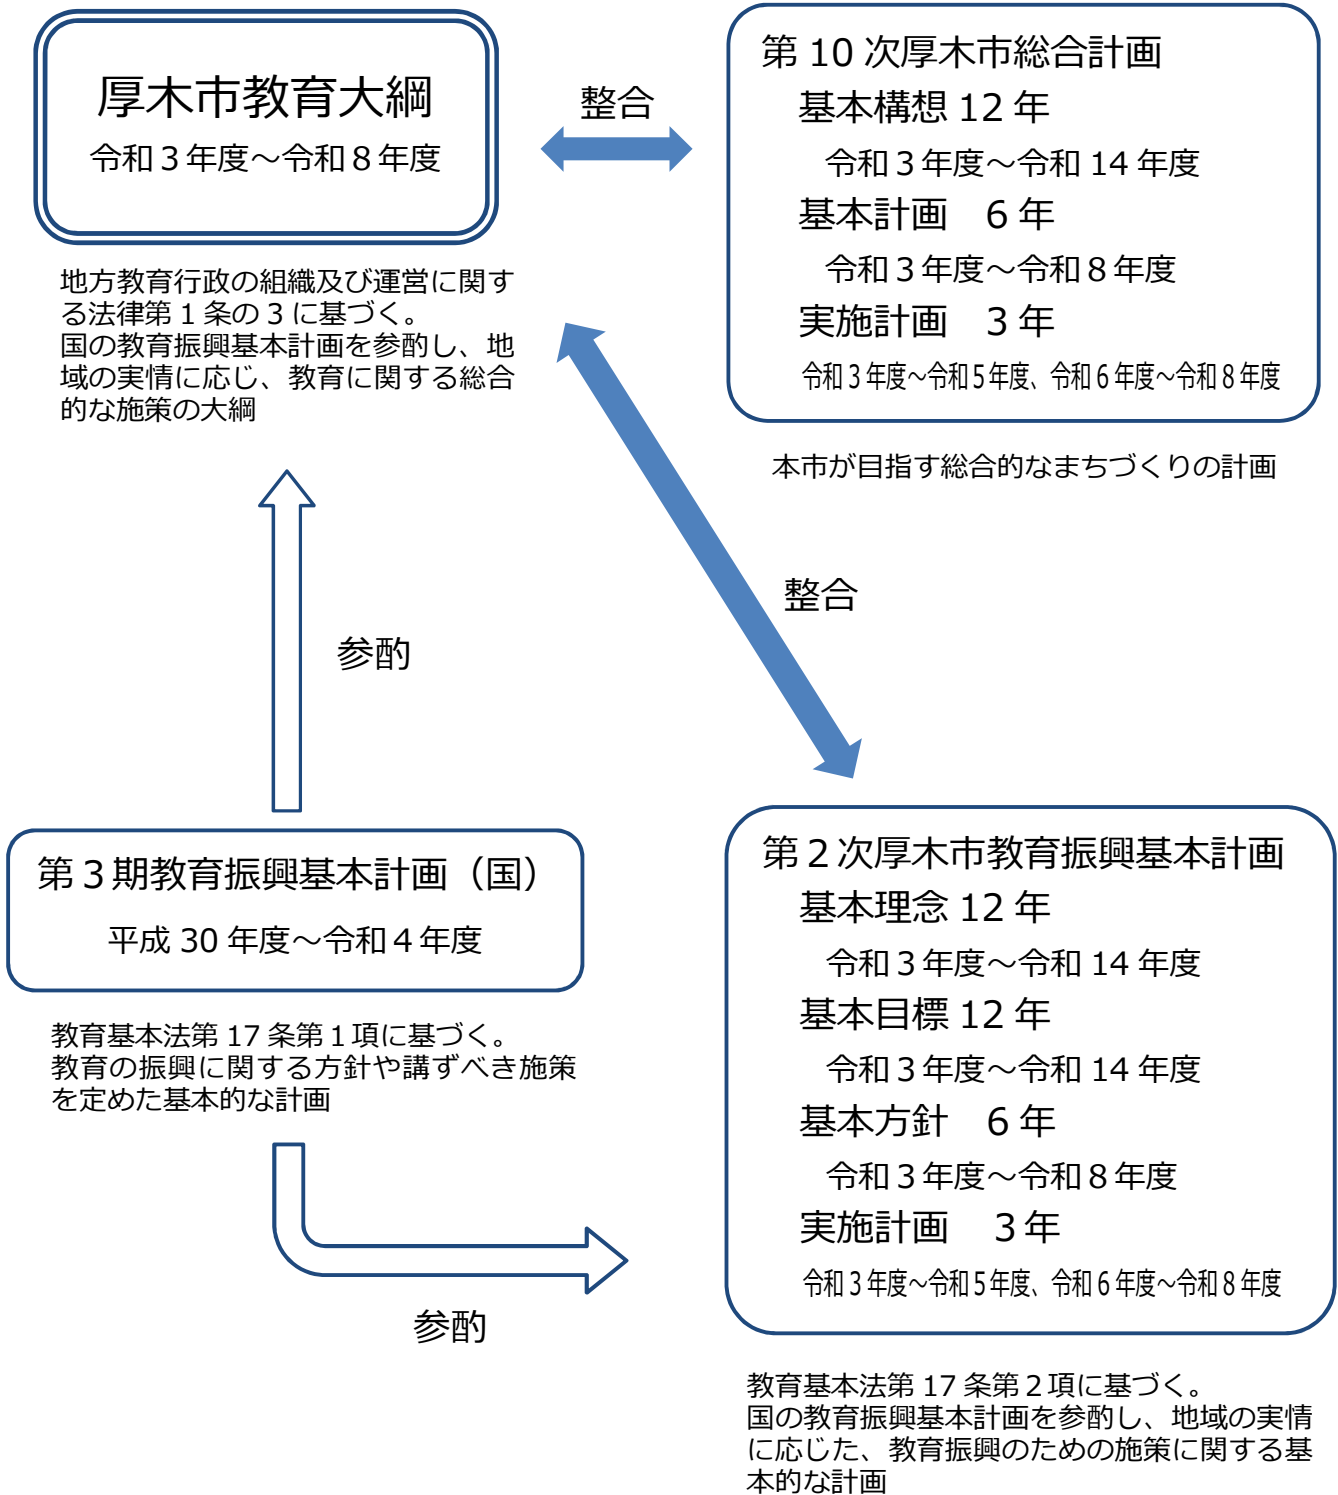 厚木市教育大綱
令和３年度～令和８年度
地方教育行政の組織及び運営に関す
る法律第１条の３に基づく。
国の教育振興基本計画を参酌し、地
域の実情に応じ、教育に関する総合
的な施策の大綱
整合
第 10 次厚木市総合計画
基本構想 12 年
令和３年度～令和 14 年度
基本計画　６年
令和３年度～令和８年度
実施計画　３年
令和３年度～令和５年度、令和６年度～令和８年度
本市が目指す総合的なまちづくりの計画
整合
参酌
第３期教育振興基本計画（国）
平成 30 年度～令和４年度
教育基本法第 17 条第１項に基づく。
教育の振興に関する方針や講ずべき施策
を定めた基本的な計画
参酌
第２次厚木市教育振興基本計画
基本理念 12 年
令和３年度～令和 14 年度
基本目標 12 年
令和３年度～令和 14 年度
基本方針　６年
令和３年度～令和８年度
実施計画　３年
令和３年度～令和５年度、令和６年度～令和８年度
教育基本法第 17 条第２項に基づく。
国の教育振興基本計画を参酌し、地域の実情
に応じた、教育振興のための施策に関する基
本的な計画